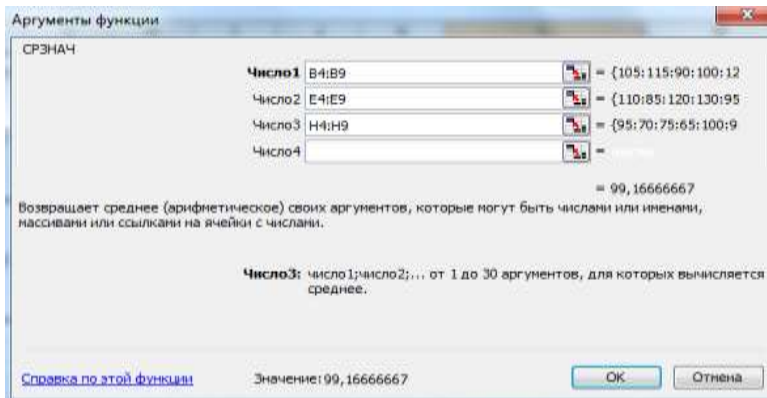 Аргументы функции
СРЗНАЧ
Число1 B4:B9 = {105:115:90:100:12
Число2 E4:E9 = {110:85:120:130:95
Число3 H4:H9 = {95:70:75:65:100:9
Число4 =
= 99,16666667
Возвращает среднее (арифметическое) своих аргументов, которые могут быть числами или именами,
массивами или ссылками на ячейки с числами.
Число3: число1;число2;... от 1 до 30 аргументов, для которых вычисляется
среднее.
Справка по этой функции Значение:99,16666667 OK Отмена